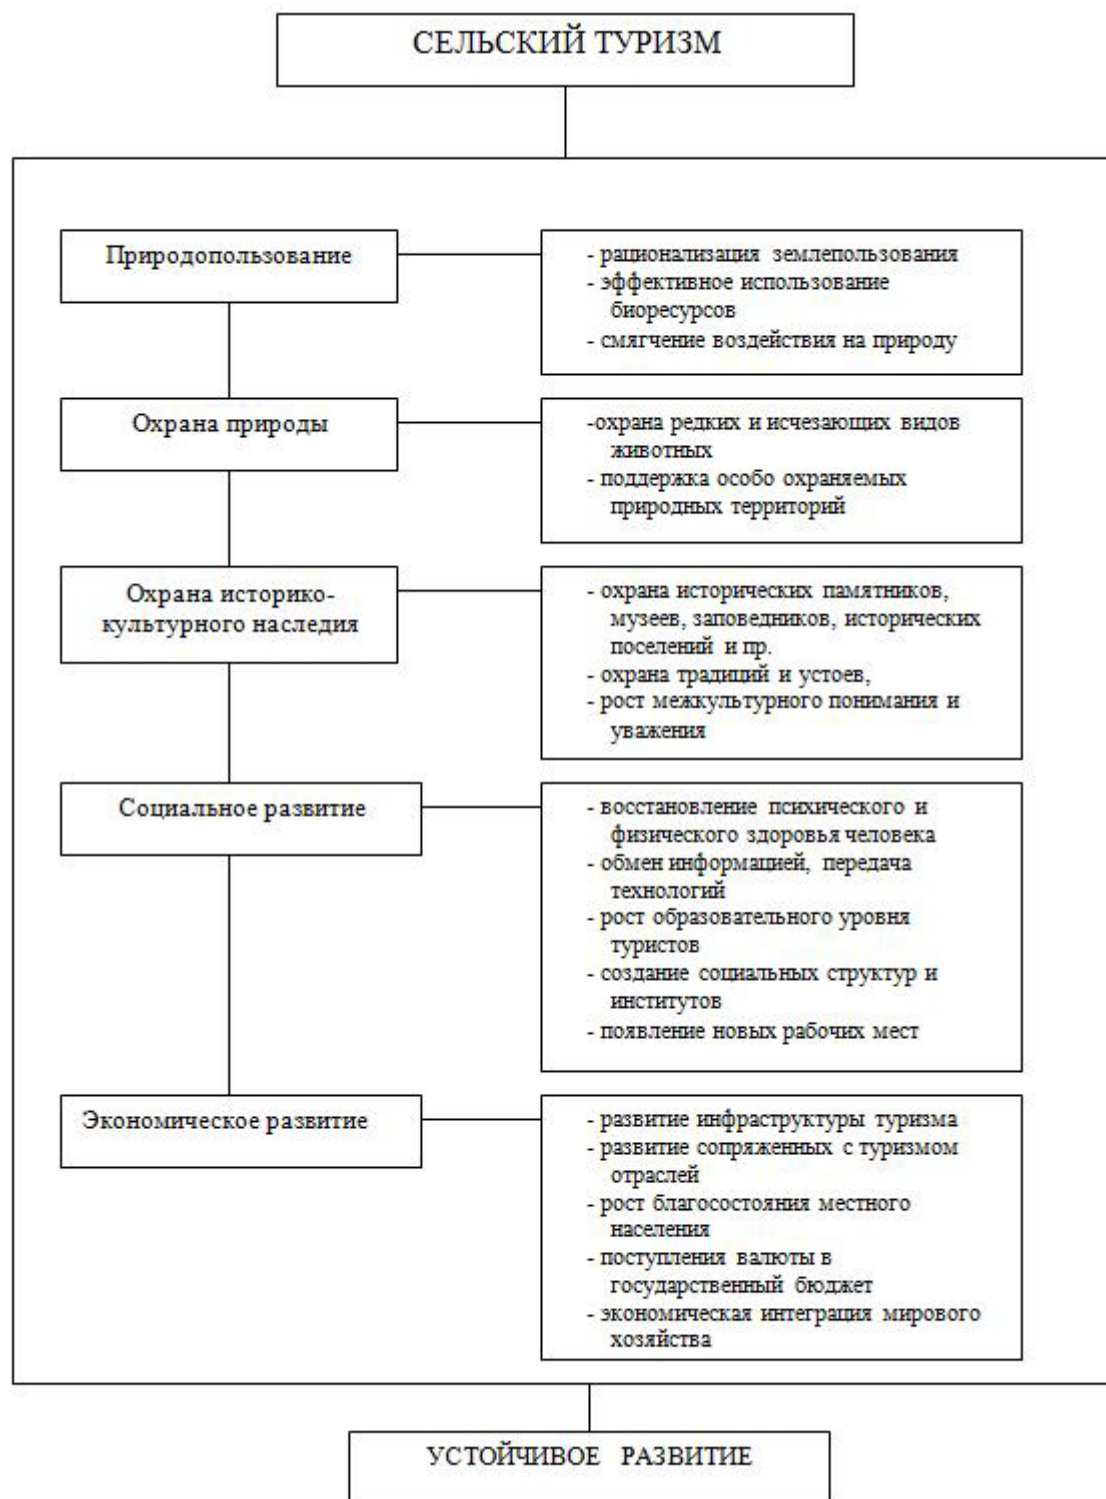 СЕЛЬСКИЙ ТУРИЗМ
Природопользование
- рационализация землепользования
- эффективное использование
биоресурсов
- смягчение воздействия на природу
Охрана природы
-охрана редких и исчезающих видов
животных
- поддержка особо охраняемых
природных территорий
Охрана историко-
культурного наследия
- охрана исторических памятников,
музеев, заповедников, исторических
поселений и пр.
- охрана традиций и устоев,
- рост межкультурного понимания и
уважения
Социальное развитие
- восстановление психического и
физического здоровья человека
- обмен информацией, передача
технологий
- рост образовательного уровня
туристов
- создание социальных структур и
институтов
- появление новых рабочих мест
Экономическое развитие
- развитие инфраструктуры туризма
- развитие сопряженных с туризмом
отраслей
- рост благосостояния местного
населения
- поступления валюты в
государственный бюджет
- экономическая интеграция мирового
хозяйства
УСТОЙЧИВОЕ РАЗВИТИЕ